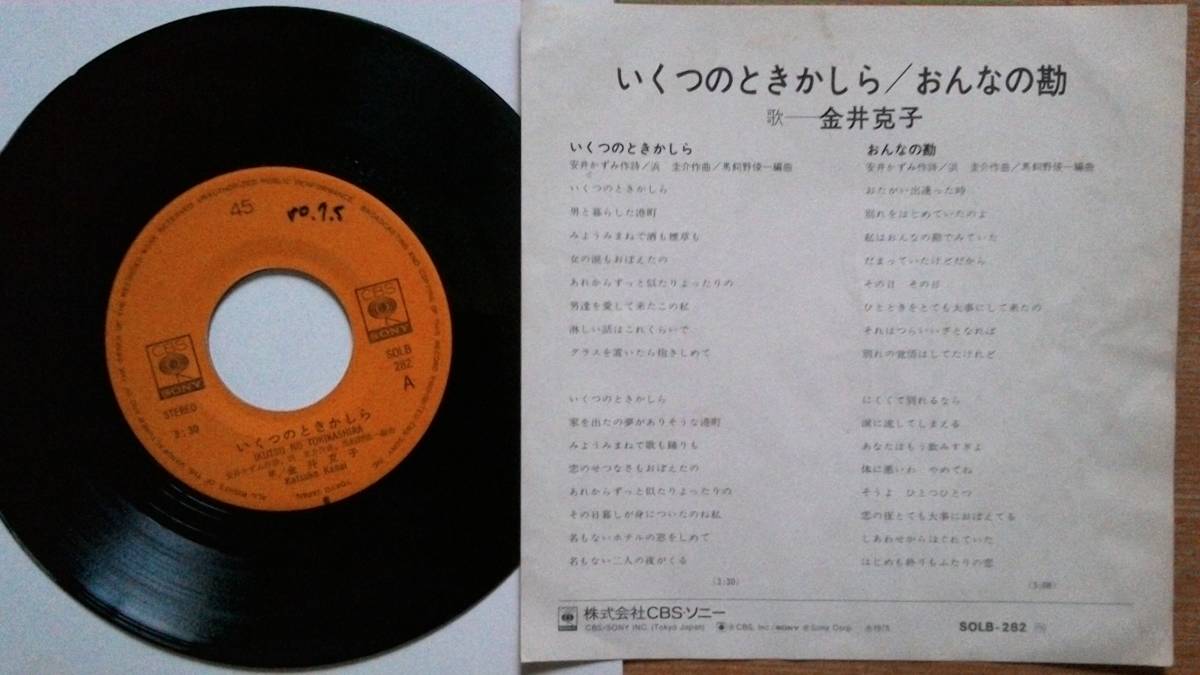 45
80.7.5
CBS
SONY
CBS
SONY
STEREO
3:30
SOLB
282
A
いくつのときかしら
IKUTSU NO TOKIKASHIRA
金井克子
Katsuko Kanai
いくつのときかしら/おんなの勘
歌――金井克子
いくつのときかしら
安井かずみ作詩/浜 圭介作曲/馬飼野俊一編曲
いくつのときかしら
男と暮らした港町
みようみまねで酒も煙草も
女の涙もおぼえたの
あれからずっと似たりよったりの
男達を愛して来たこの私
淋しい話はこれくらいで
グラスを置いたら抱きしめて
いくつのときかしら
家を出たの夢がありそうな港町
みようみまねで歌も踊りも
恋のせつなさもおぼえたの
あれからずっと似たりよったりの
その日暮しが身についたのね私
名もないホテルの窓をしめて
名もない二人の夜がくる
(3:30)
おんなの勘
安井かずみ作詩/浜 圭介作曲/馬飼野俊一編曲
おたがい出逢った時
別れをはじめていたのよ
私はおんなの勘でみていた
だまっていたけどだから
その日 その日
ひとときをとても大事にして来たの
それはつらいいざとなれば
別れの覚悟はしてたけれど
にくくて別れるなら
涙に流してしまえる
あなたはもう飲みすぎよ
体に悪いわ やめてね
そうよ ひとつひとつ
恋の夜とても大事におぼえてる
しあわせからはぐれていた
はじめも終りもふたりの恋
株式会社CBS・ソニー
CBS/SONY INC. (Tokyo Japan) ® CBS, Inc./SONY ® Sony Corp. ℗1975
SOLB-282